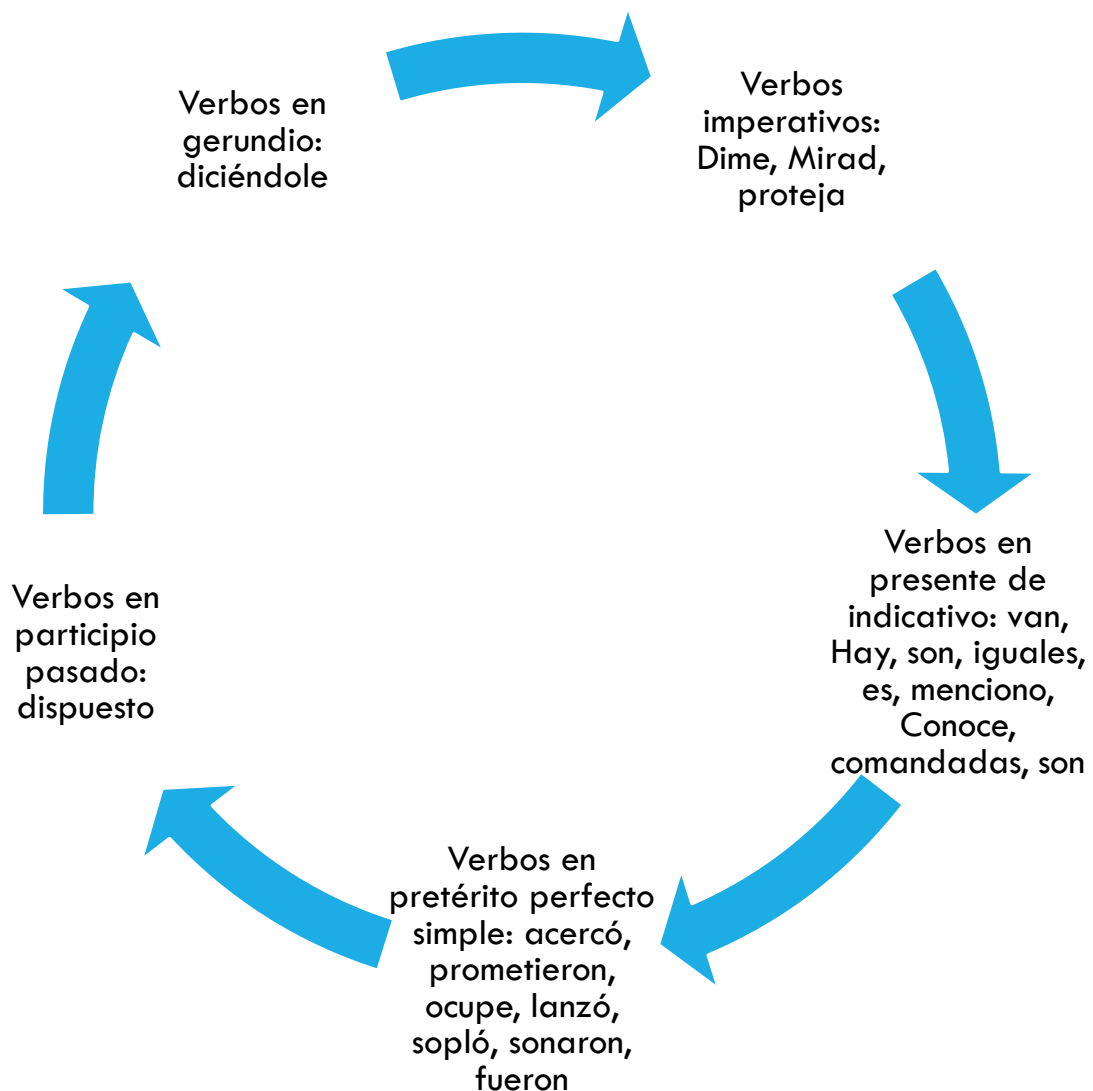 Verbos en
gerundio:
diciéndole
Verbos
imperativos:
Dime, Mirad,
proteja
Verbos en
presente de
indicativo: van,
Hay, son, iguales,
es, menciono,
Conoce,
comandadas, son
Verbos en
pretérito perfecto
simple: acercó,
prometieron,
ocupe, lanzó,
sopló, sonaron,
fueron
Verbos en
participio
pasado:
dispuesto